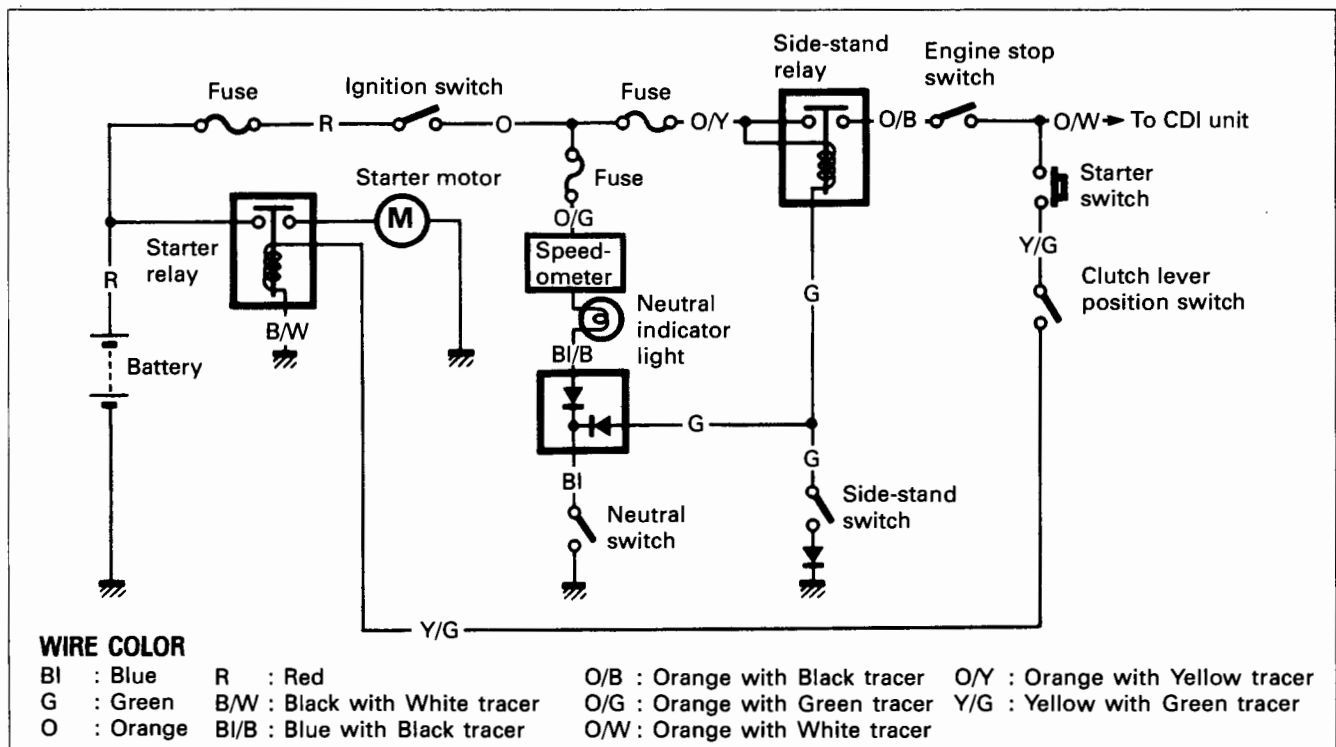 Fuse
Ignition switch
Fuse
Side-stand
relay
Engine stop
switch
R
O
O/Y
O/B
O/W
To CDI unit
Starter motor
M
Fuse
Starter
switch
O/G
Y/G
Starter
relay
Speed-
ometer
Clutch lever
position switch
R
G
B/W
Neutral
indicator
light
Battery
Bl/B
G
G
Bl
Neutral
switch
Side-stand
switch
Y/G
WIRE COLOR
Bl : Blue R : Red O/B : Orange with Black tracer O/Y : Orange with Yellow tracer
G : Green B/W : Black with White tracer O/G : Orange with Green tracer Y/G : Yellow with Green tracer
O : Orange Bl/B : Blue with Black tracer O/W : Orange with White tracer